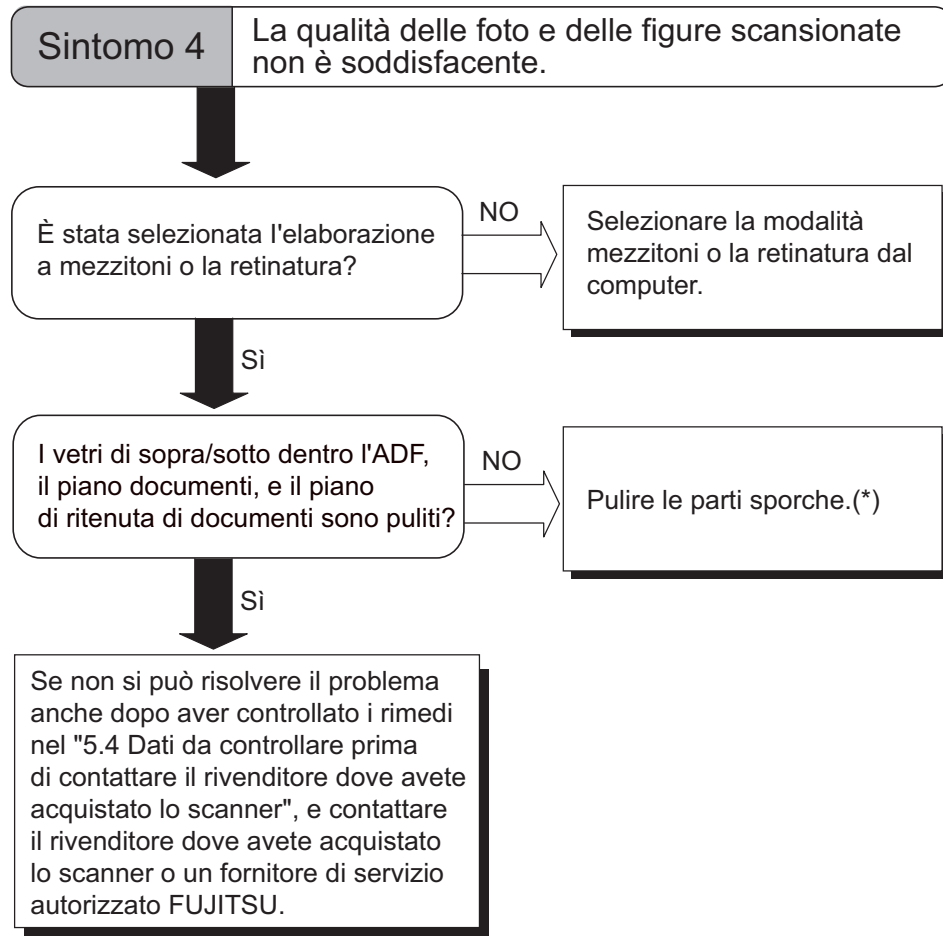 Sintomo 4
La qualità delle foto e delle figure scansionate
non è soddisfacente.
È stata selezionata l'elaborazione
a mezzitoni o la retinatura?
NO
Selezionare la modalità
mezzitoni o la retinatura dal
computer.
Sì
I vetri di sopra/sotto dentro l'ADF,
il piano documenti, e il piano
di ritenuta di documenti sono puliti?
NO
Pulire le parti sporche.(*)
Sì
Se non si può risolvere il problema
anche dopo aver controllato i rimedi
nel "5.4 Dati da controllare prima
di contattare il rivenditore dove avete
acquistato lo scanner", e contattare
il rivenditore dove avete acquistato
lo scanner o un fornitore di servizio
autorizzato FUJITSU.